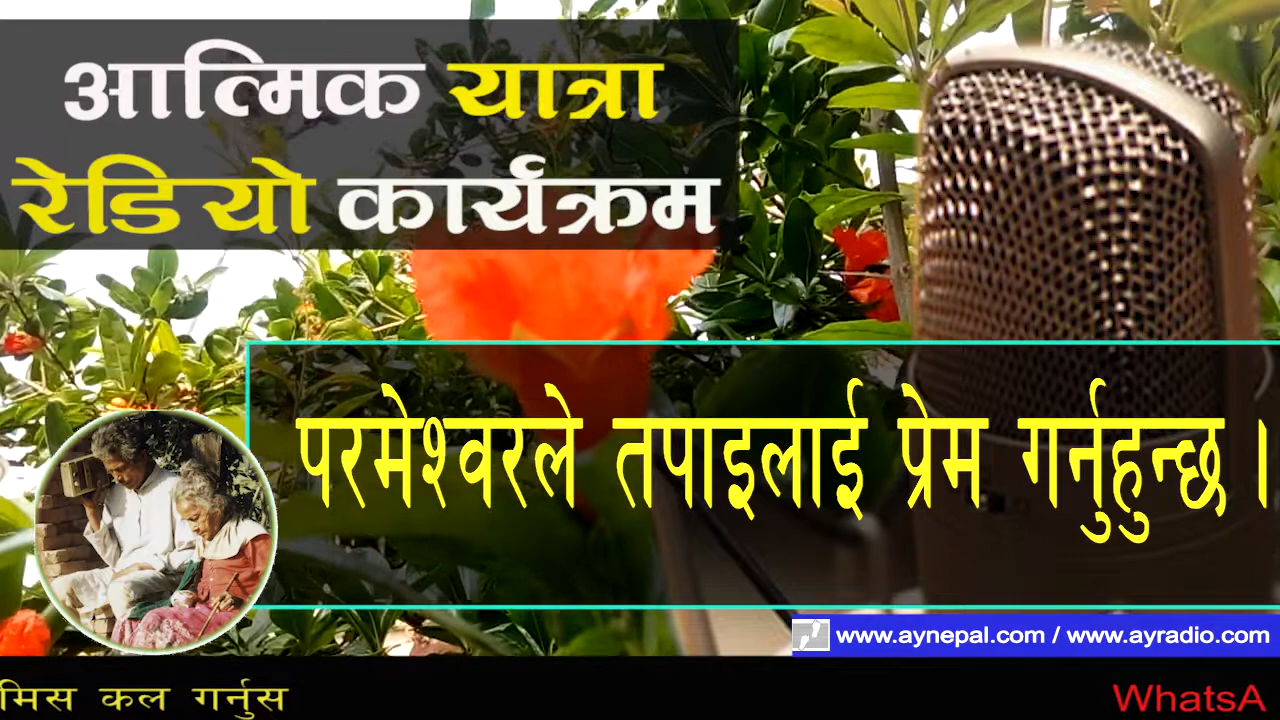 आत्मिक यात्रा
रेडियो कार्यक्रम
परमेश्वरले तपाइलाई प्रेम गर्नुहुन्छ ।
www.aynepal.com / www.ayradio.com
मिस कल गर्नुस
WhatsA